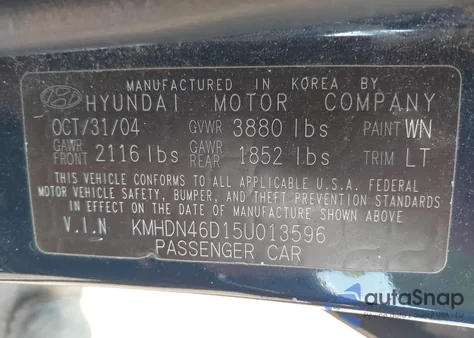 MANUFACTURED IN KOREA BY
HYUNDAI MOTOR COMPANY
OCT/31/04 GVWR 3880 lbs PAINT WN
GAWR FRONT 2116 lbs GAWR REAR 1852 lbs TRIM LT
THIS VEHICLE CONFORMS TO ALL APPLICABLE U.S.A. FEDERAL
MOTOR VEHICLE SAFETY, BUMPER, AND THEFT PREVENTION STANDARDS
IN EFFECT ON THE DATE OF MANUFACTURE SHOWN ABOVE
V.I.N KMHDN46D15U013596
PASSENGER CAR
autoSnap